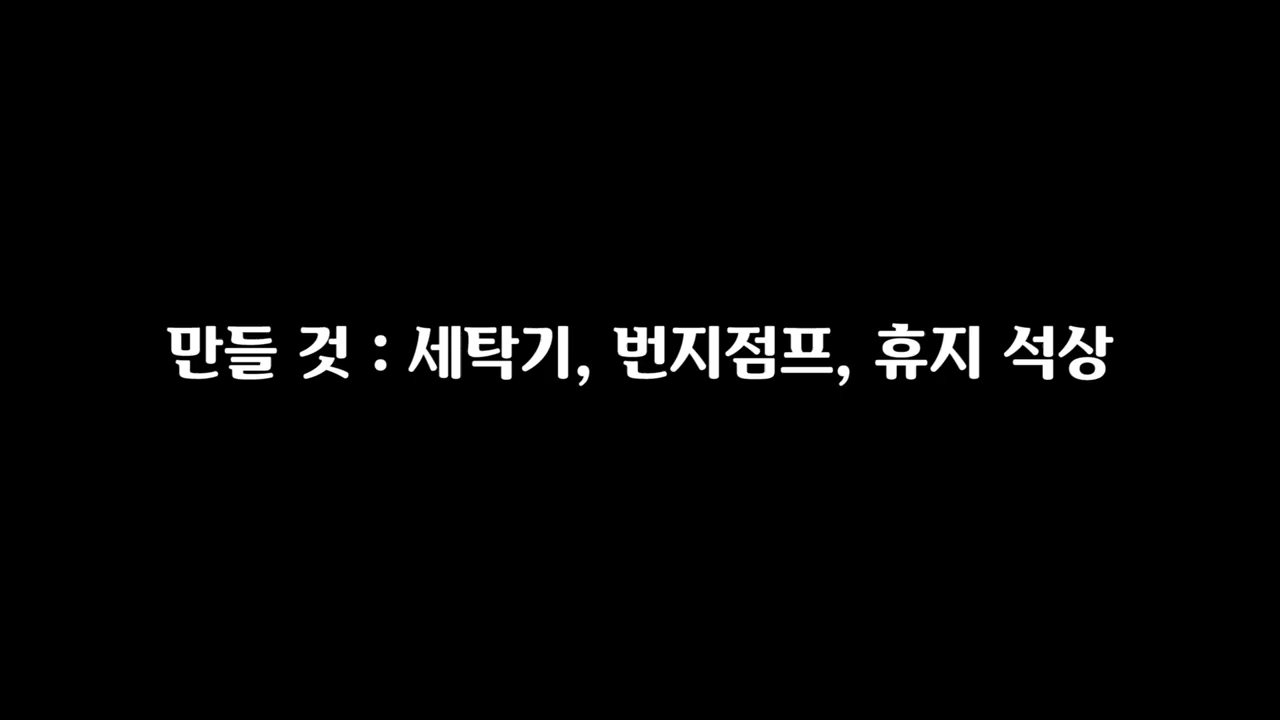 만들 것 : 세탁기, 번지점프, 휴지 석상